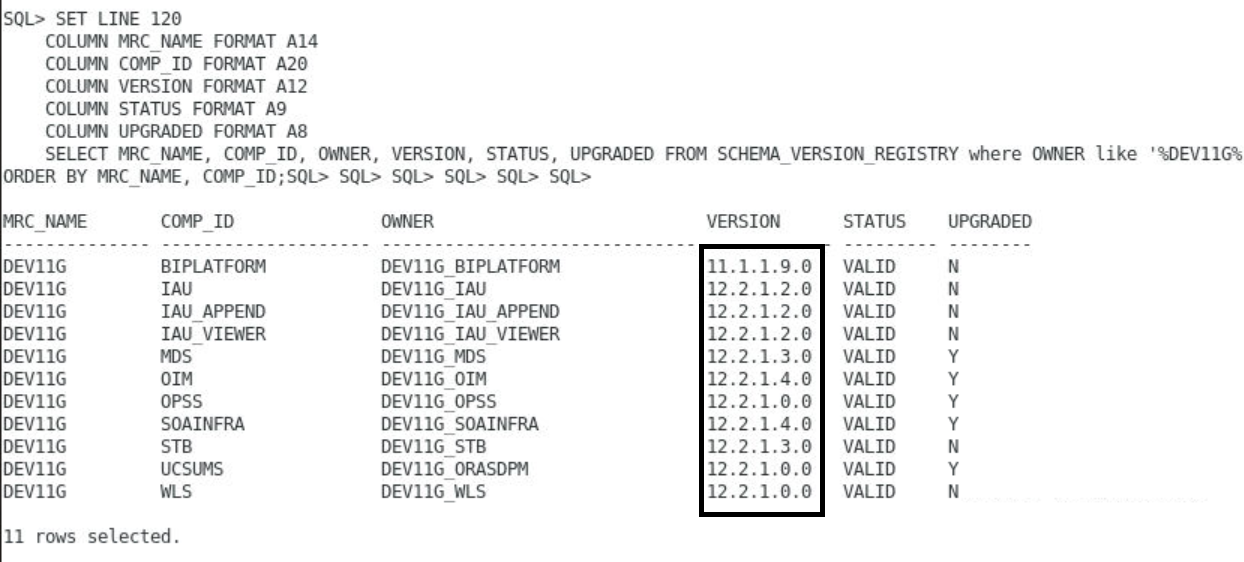 SQL> SET LINE 120
COLUMN MRC_NAME FORMAT A14
COLUMN COMP_ID FORMAT A20
COLUMN VERSION FORMAT A12
COLUMN STATUS FORMAT A9
COLUMN UPGRADED FORMAT A8
SELECT MRC_NAME, COMP_ID, OWNER, VERSION, STATUS, UPGRADED FROM SCHEMA_VERSION_REGISTRY where OWNER like '%DEV11G%
ORDER BY MRC_NAME, COMP_ID;SQL> SQL> SQL> SQL> SQL> SQL>
MRC_NAME COMP_ID OWNER VERSION STATUS UPGRADED
-------------- -------------------- ------------------------------ - --------- --------
DEV11G BIPLATFORM DEV11G_BIPLATFORM 11.1.1.9.0 VALID N
DEV11G IAU DEV11G_IAU 12.2.1.2.0 VALID N
DEV11G IAU_APPEND DEV11G_IAU_APPEND 12.2.1.2.0 VALID N
DEV11G IAU_VIEWER DEV11G_IAU_VIEWER 12.2.1.2.0 VALID N
DEV11G MDS DEV11G_MDS 12.2.1.3.0 VALID Y
DEV11G OIM DEV11G_OIM 12.2.1.4.0 VALID Y
DEV11G OPSS DEV11G_OPSS 12.2.1.0.0 VALID Y
DEV11G SOAINFRA DEV11G_SOAINFRA 12.2.1.4.0 VALID Y
DEV11G STB DEV11G_STB 12.2.1.3.0 VALID N
DEV11G UCSUMS DEV11G_ORASDPM 12.2.1.0.0 VALID Y
DEV11G WLS DEV11G_WLS 12.2.1.0.0 VALID N
11 rows selected.